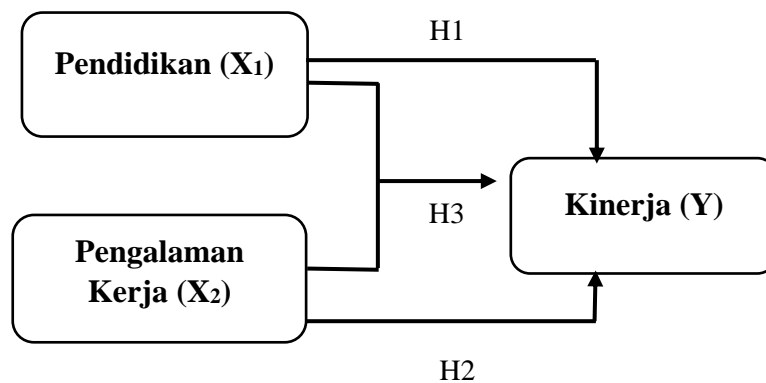 H1
Pendidikan (X₁)
Kinerja (Y)
H3
Pengalaman
Kerja (X₂)
H2